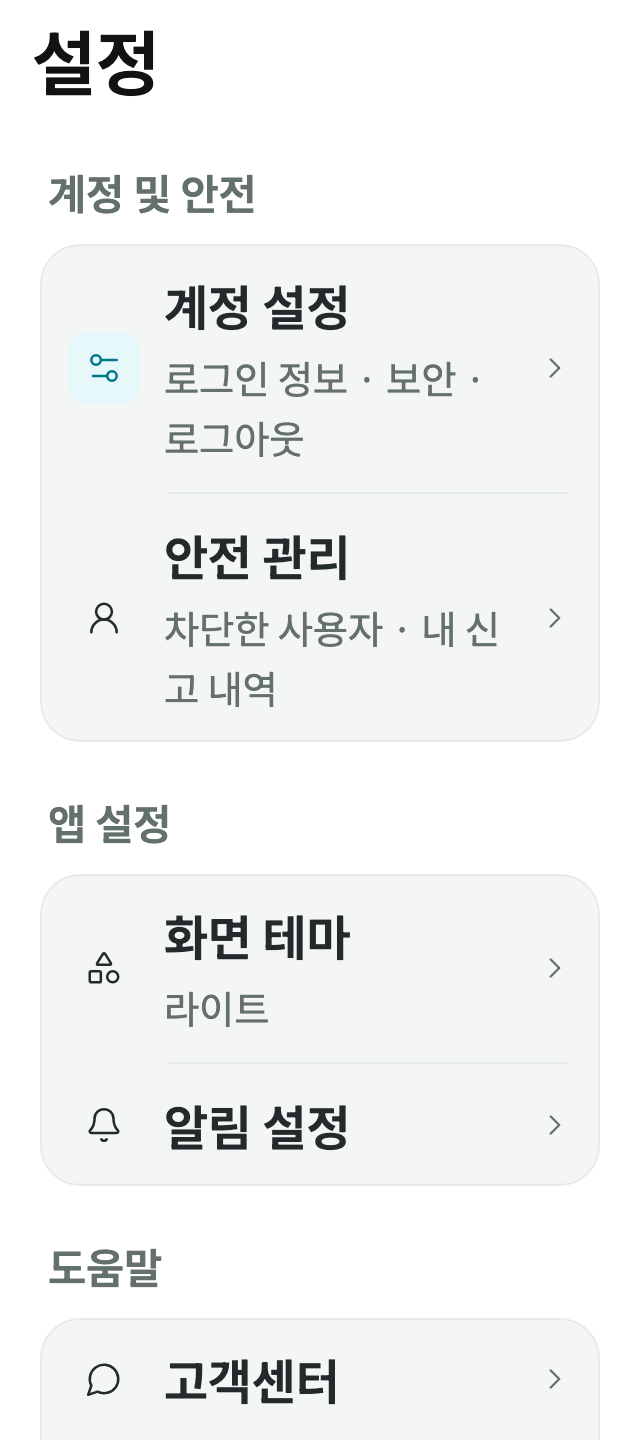 설정
계정 및 안전
계정 설정
로그인 정보 · 보안 ·
로그아웃
안전 관리
차단한 사용자 · 내 신
고 내역
앱 설정
화면 테마
라이트
알림 설정
도움말
고객센터